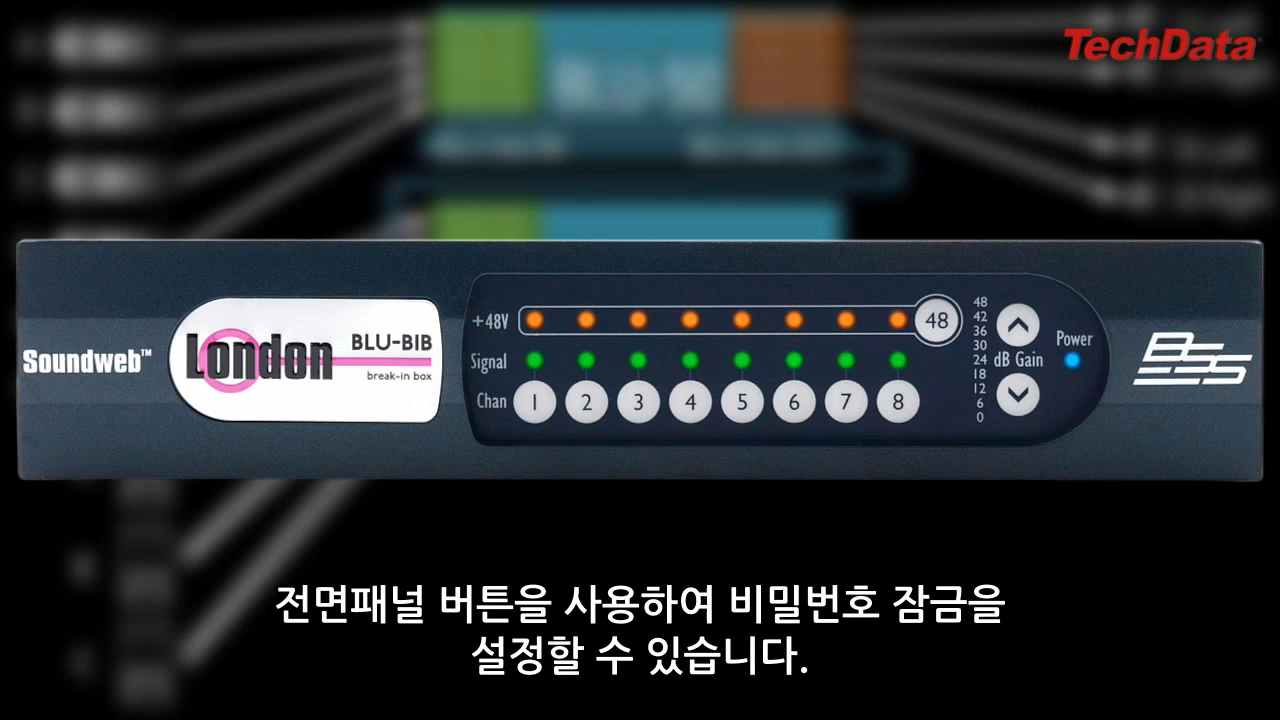 TechData
BLU-50
Soundweb™
London
BLU-BIB
break-in box
+48V
48
Signal
Chan
1 2 3 4 5 6 7 8
48
42
36
30
24
18
12
6
0
dB Gain
Power
BSS
전면패널 버튼을 사용하여 비밀번호 잠금을
설정할 수 있습니다.